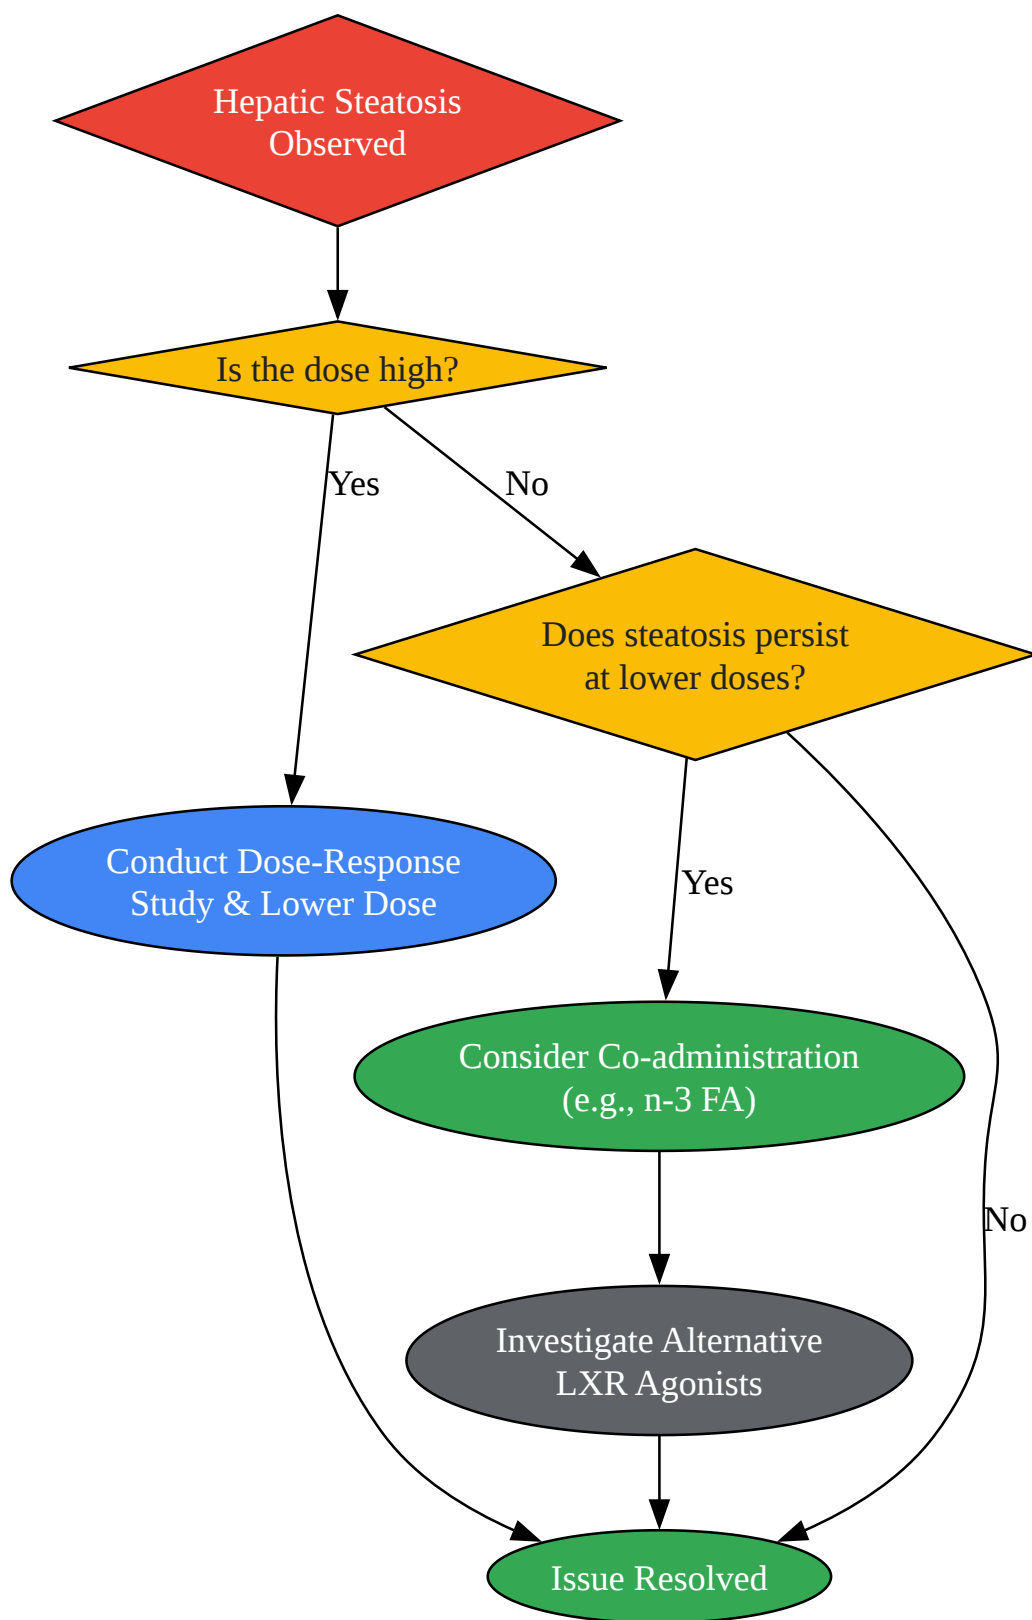 Hepatic Steatosis
Observed
Is the dose high?
Yes
No
Does steatosis persist
at lower doses?
Conduct Dose-Response
Study & Lower Dose
Yes
Consider Co-administration
(e.g., n-3 FA)
No
Investigate Alternative
LXR Agonists
Issue Resolved